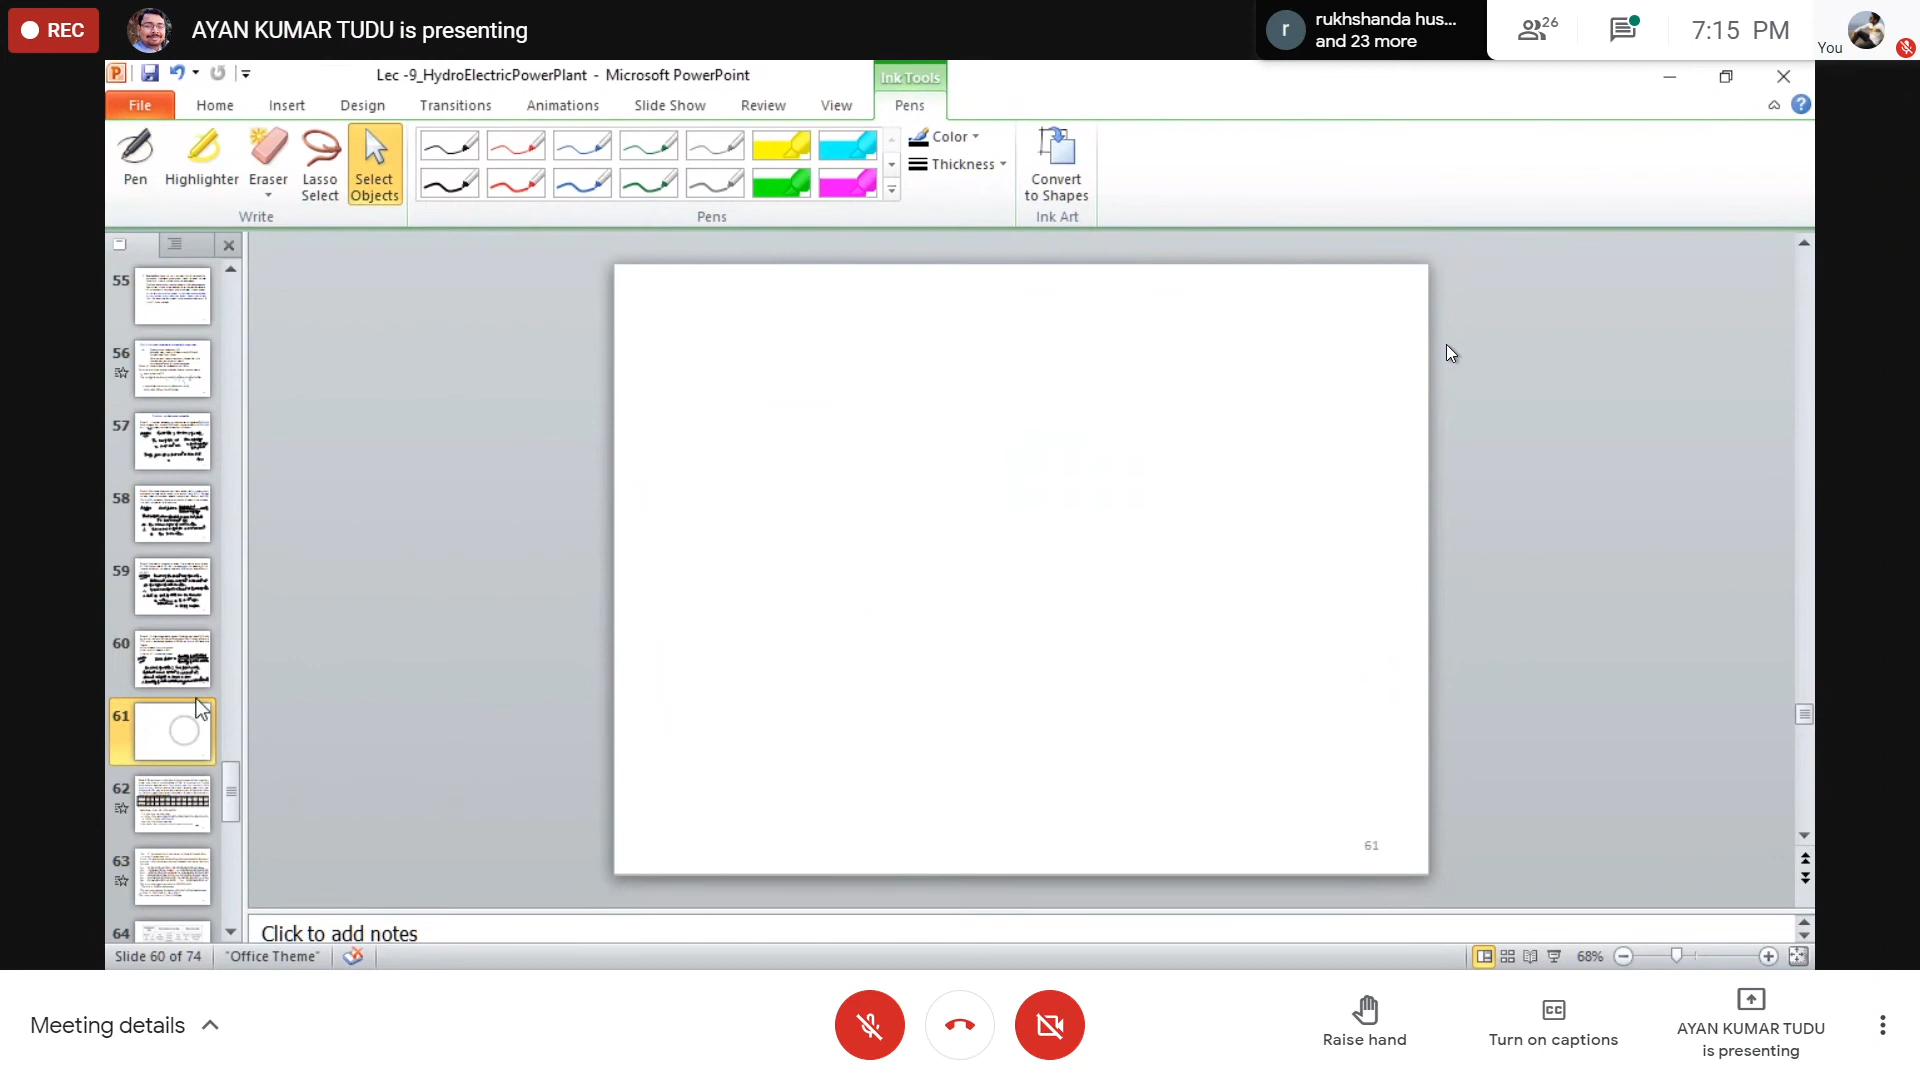 REC
AYAN KUMAR TUDU is presenting
r
rukhshanda hus...
and 23 more
26
7:15 PM
You
Lec -9_HydroElectricPowerPlant - Microsoft PowerPoint
Ink Tools
File
Home
Insert
Design
Transitions
Animations
Slide Show
Review
View
Pens
Pen
Highlighter
Eraser
Lasso
Select
Select
Objects
Color
Thickness
Convert
to Shapes
Write
Pens
Ink Art
55
56
57
58
59
60
61
62
63
64
61
Click to add notes
Slide 60 of 74
"Office Theme"
68%
Meeting details
Raise hand
Turn on captions
AYAN KUMAR TUDU
is presenting